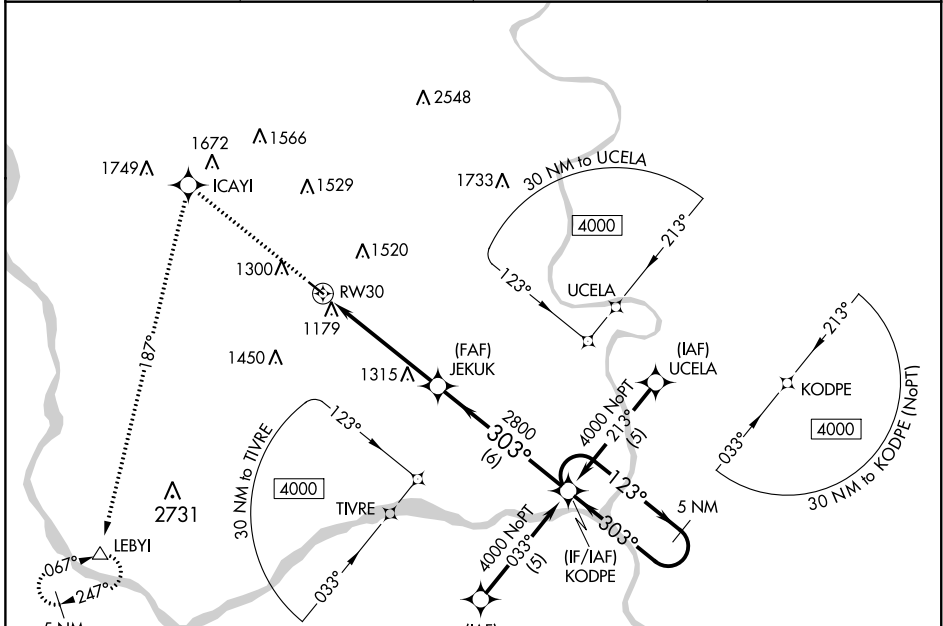 2548
1566
1672
1749
ICAYI
1529
1733
30 NM to UCELA
4000
213°
123°
UCELA
1520
1300
RW30
1179
187°
1450
1315
(FAF)
JEKUK
(IAF)
UCELA
213°
KODPE
4000
033°
30 NM to KODPE (NoPT)
2800
303°
(6)
4000 NoPT
213°
(5)
123°
30 NM to TIVRE
4000
TIVRE
033°
123°
303°
5 NM
(IF/IAF)
KODPE
4000 NoPT
033°
(5)
2731
LEBYI
067°
247°
5 NM
(IAF)